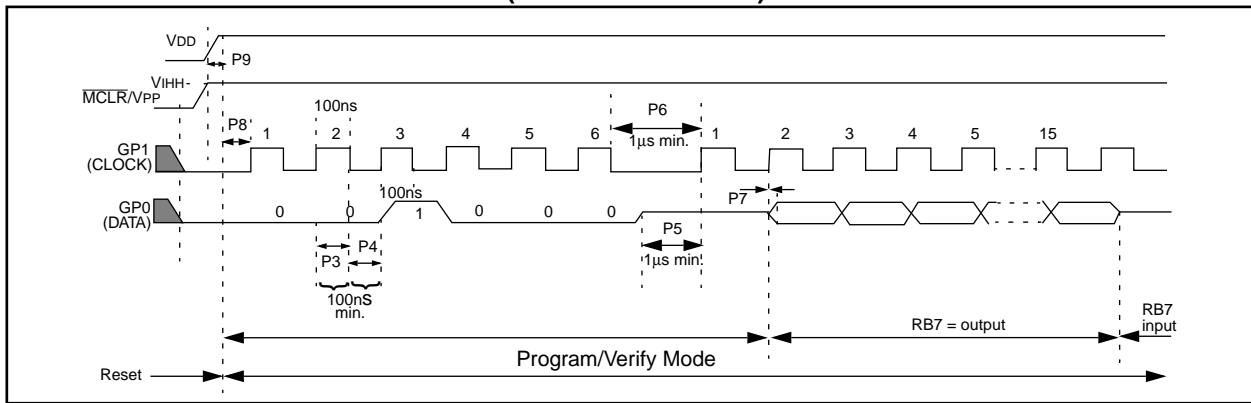 VDD
P9
VIHH-
MCLR/VPP
100ns
P6
P8
1 2 3 4 5 6 1μs min. 1 2 3 4 5 15
GP1
(CLOCK)
100ns
P7
GP0
(DATA)
0 0 1 0 0 0
P3 P4
P5
1μs min.
100nS
min.
RB7 = output
RB7
input
Program/Verify Mode
Reset